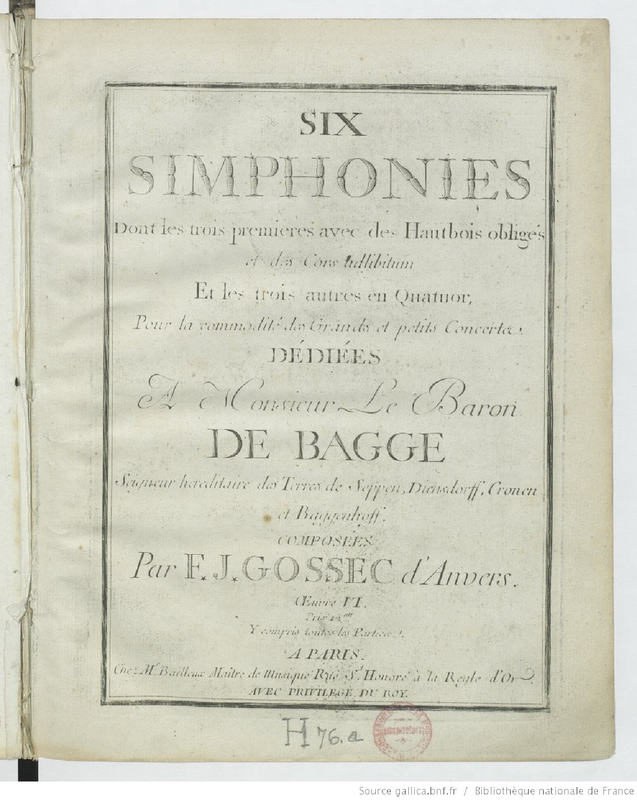 SIX
SIMPHONIES
Dont les trois premieres avec des Hautbois obligés
et des Cors adlibitum
Et les trois autres en Quatuor,
Pour la commodité des Grands et petits Concerts.
DÉDIÉES
A Monsieur Le Baron
DE BAGGE
Seigneur hereditaire des Terres de Seppen, Diensdorff, Cronen
et Baggenhoff.
COMPOSÉES
Par F. J. GOSSEC d'Anvers.
Œuvre VI.
Prix
Y compris toutes les Parties.
A PARIS.
Chez Mr. Bailleux Maître de Musique Rue St. Honoré à la Regle d'Or
AVEC PRIVILEGE DU ROY.
H 76.a
Source gallica.bnf.fr / Bibliothèque nationale de France